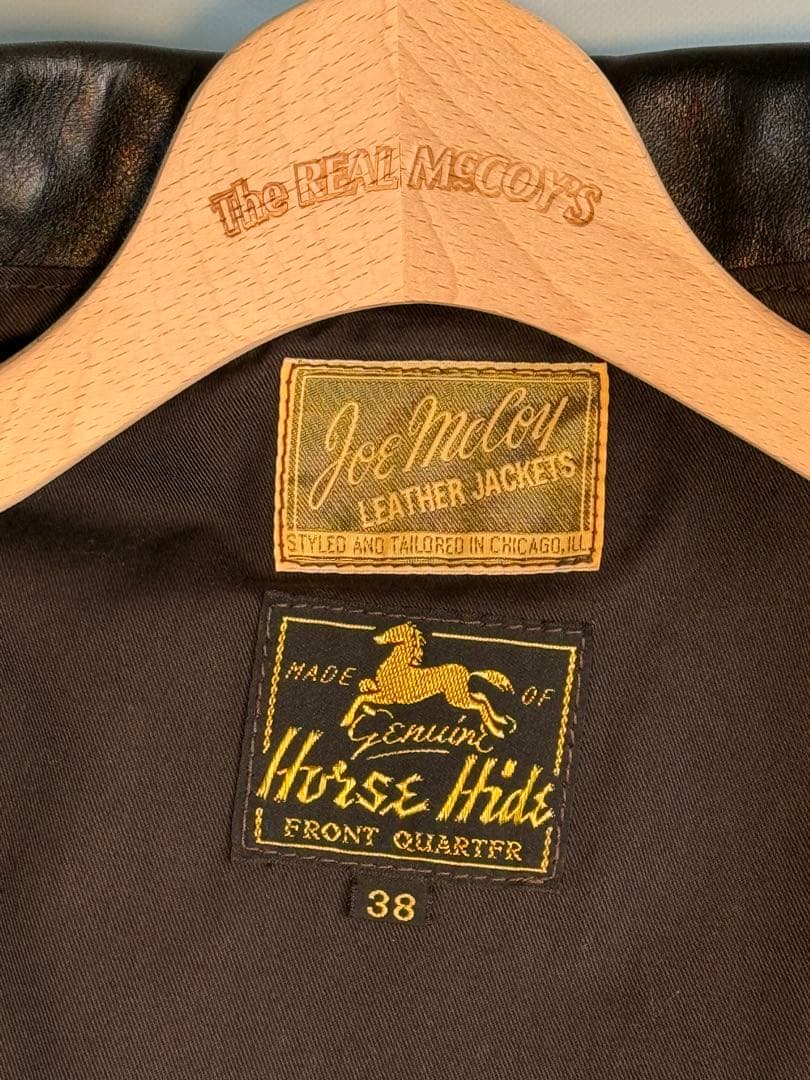 The REAL McCOY'S
Joe McCoy
LEATHER JACKETS
STYLED AND TAILORED IN CHICAGO, ILL.
MADE OF
Genuine
Horse Hide
FRONT QUARTER
38